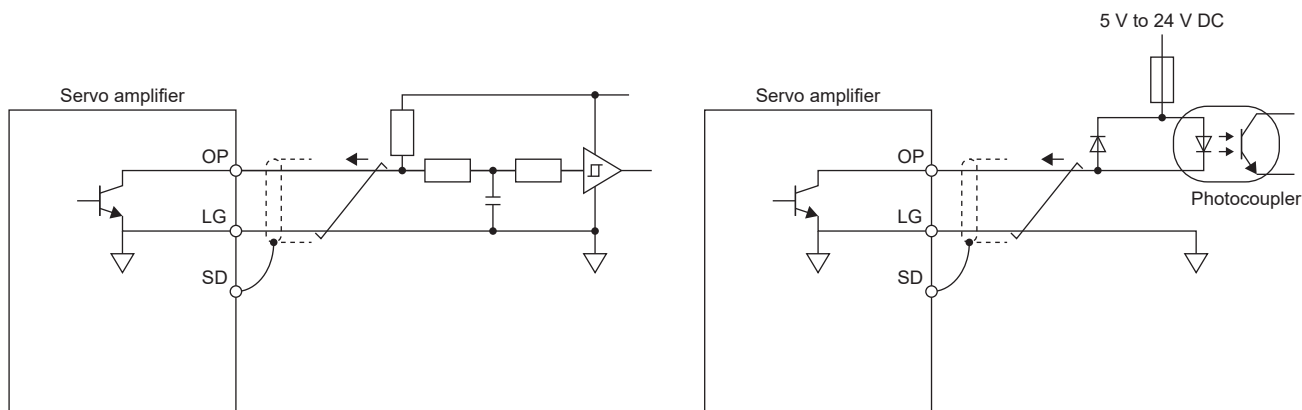 Servo amplifier
OP
LG
SD
5 V to 24 V DC
Servo amplifier
OP
LG
SD
Photocoupler